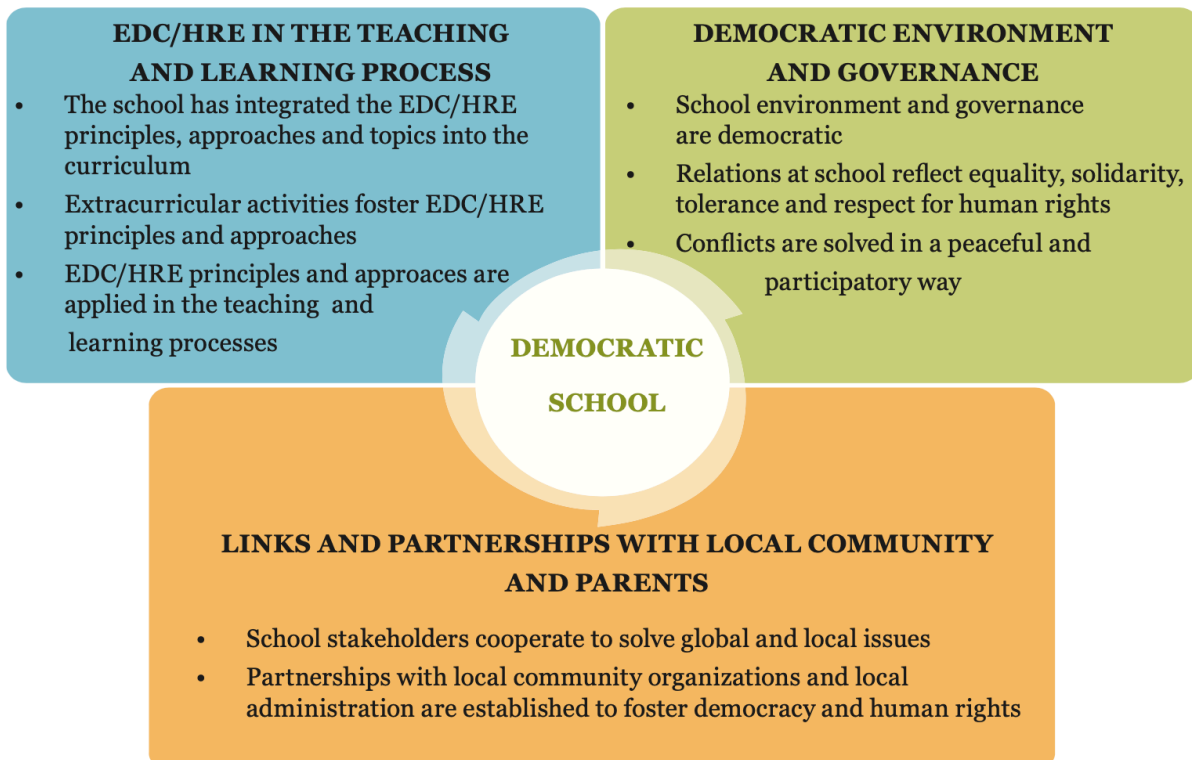 EDC/HRE IN THE TEACHING
AND LEARNING PROCESS
• The school has integrated the EDC/HRE
principles, approaches and topics into the
curriculum
• Extracurricular activities foster EDC/HRE
principles and approaches
• EDC/HRE principles and approaces are
applied in the teaching and
learning processes
DEMOCRATIC ENVIRONMENT
AND GOVERNANCE
• School environment and governance
are democratic
• Relations at school reflect equality, solidarity,
tolerance and respect for human rights
• Conflicts are solved in a peaceful and
participatory way
DEMOCRATIC
SCHOOL
LINKS AND PARTNERSHIPS WITH LOCAL COMMUNITY
AND PARENTS
• School stakeholders cooperate to solve global and local issues
• Partnerships with local community organizations and local
administration are established to foster democracy and human rights